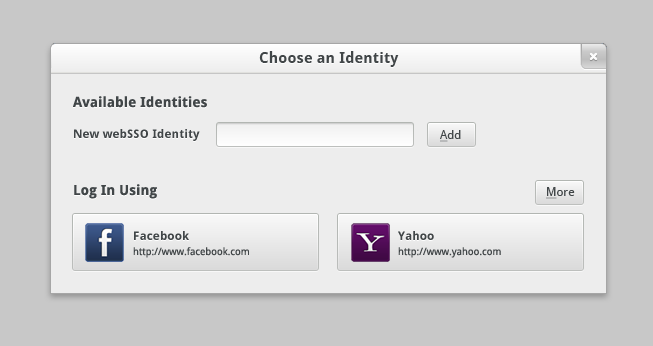 Choose an Identity
Available Identities
New webSSO Identity
Add
Log In Using
More
f
Facebook
http://www.facebook.com
Y
Yahoo
http://www.yahoo.com